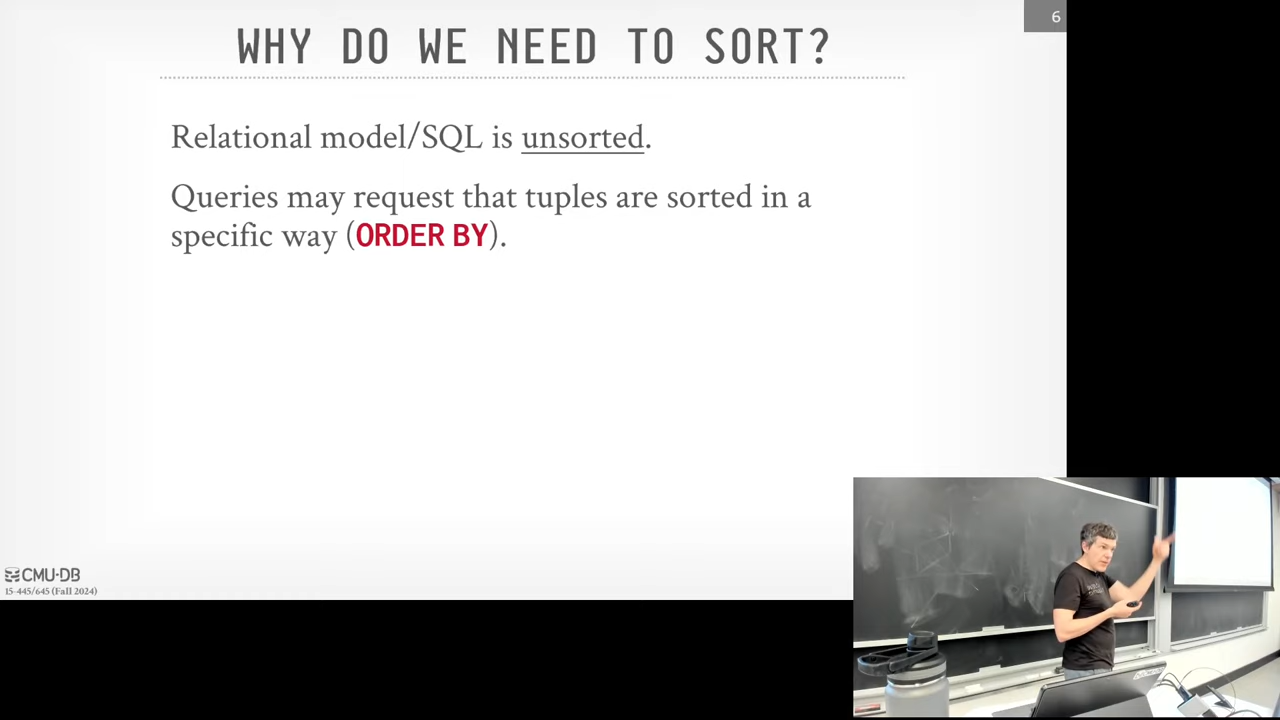 6
WHY DO WE NEED TO SORT?
Relational model/SQL is unsorted.
Queries may request that tuples are sorted in a
specific way (ORDER BY).
CMU·DB
15-445/645 (Fall 2024)